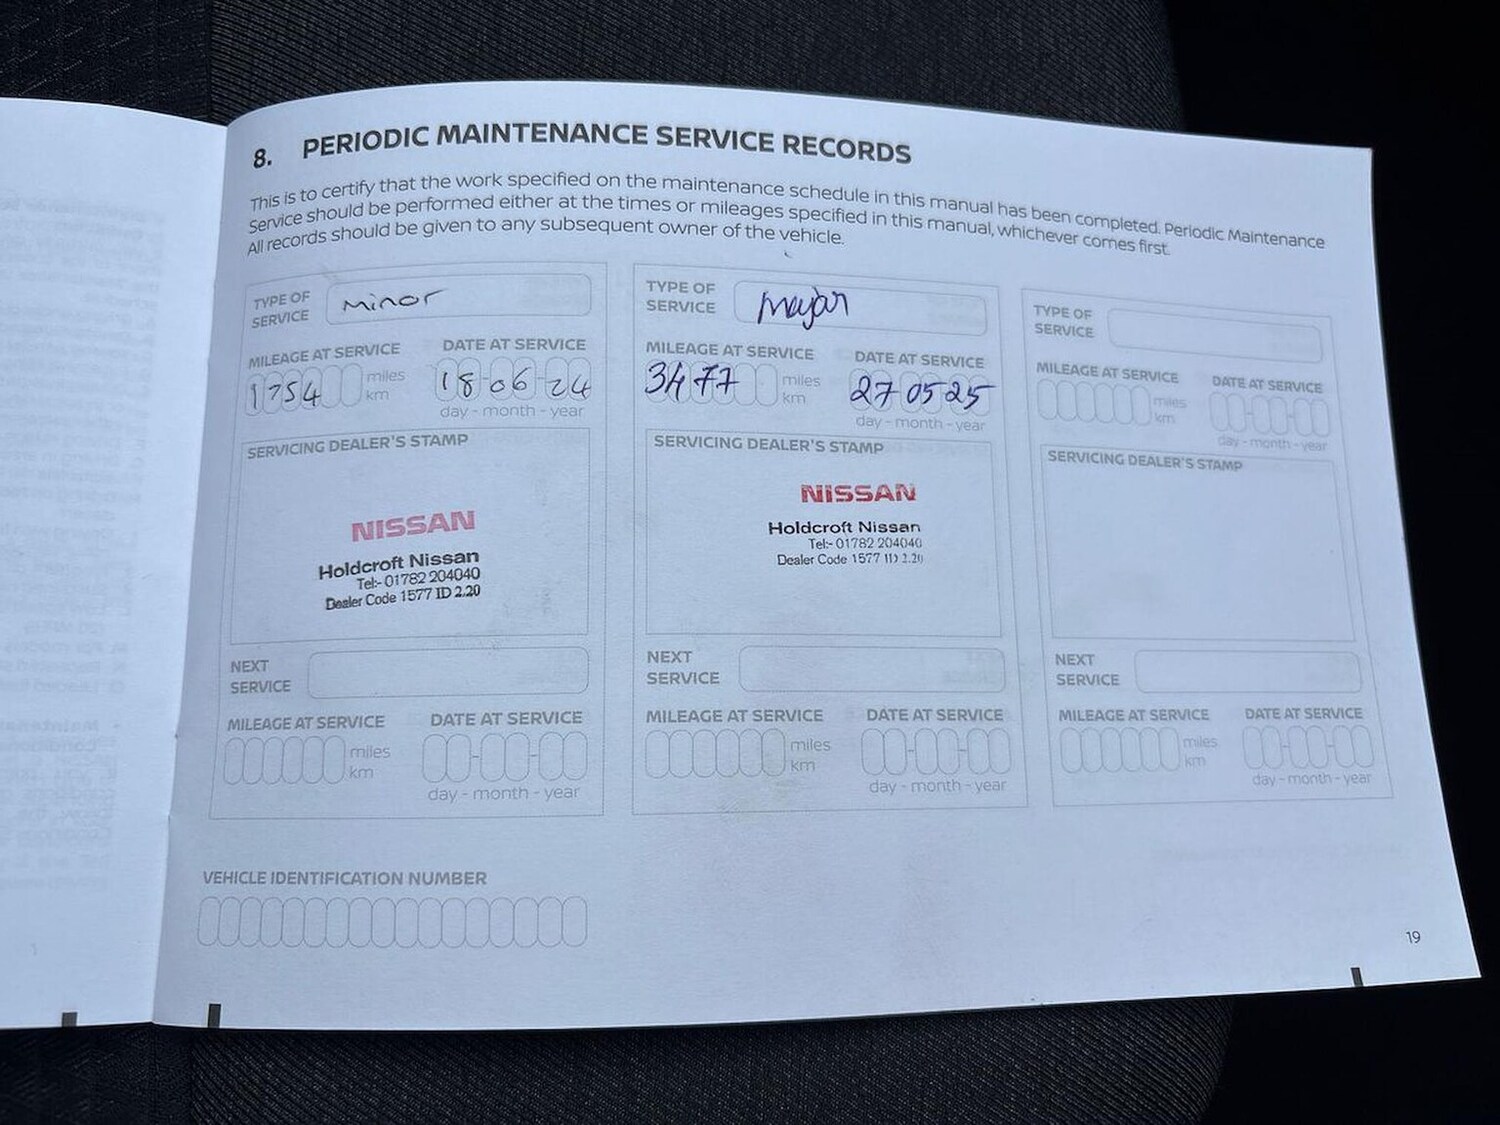 8. PERIODIC MAINTENANCE SERVICE RECORDS
This is to certify that the work specified on the maintenance schedule in this manual has been completed. Periodic Maintenance
Service should be performed either at the times or mileages specified in this manual, whichever comes first.
All records should be given to any subsequent owner of the vehicle.
TYPE OF
SERVICE
Minor
MILEAGE AT SERVICE
DATE AT SERVICE
1754
miles
km
18-06-24
day - month - year
SERVICING DEALER'S STAMP
NISSAN
Holdcroft Nissan
Tel:- 01782 204040
Dealer Code 1577 ID 2.20
NEXT
SERVICE
MILEAGE AT SERVICE
DATE AT SERVICE
miles
km
day - month - year
TYPE OF
SERVICE
Major
MILEAGE AT SERVICE
DATE AT SERVICE
3477
miles
km
27 05 25
day - month - year
SERVICING DEALER'S STAMP
NISSAN
Holdcroft Nissan
Tel:- 01782 204040
Dealer Code 1577 ID 2.20
NEXT
SERVICE
MILEAGE AT SERVICE
DATE AT SERVICE
miles
km
day - month - year
TYPE OF
SERVICE
MILEAGE AT SERVICE
DATE AT SERVICE
miles
km
day - month - year
SERVICING DEALER'S STAMP
NEXT
SERVICE
MILEAGE AT SERVICE
DATE AT SERVICE
miles
km
day - month - year
VEHICLE IDENTIFICATION NUMBER
19